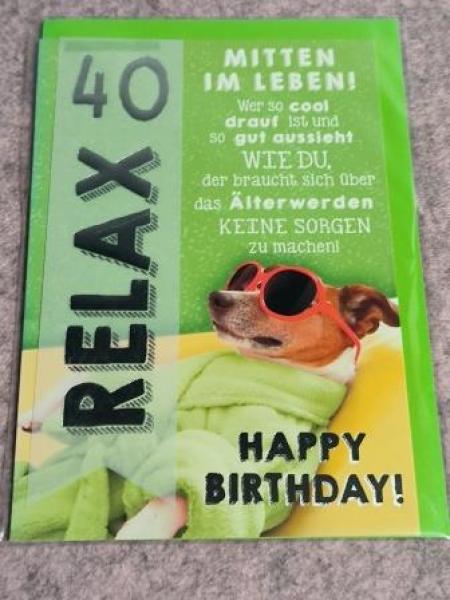 40
RELAX
MITTEN
IM LEBEN!
Wer so cool
drauf ist und
so gut aussieht
WIE DU,
der braucht sich über
das Älterwerden
KEINE SORGEN
zu machen!
HAPPY
BIRTHDAY!